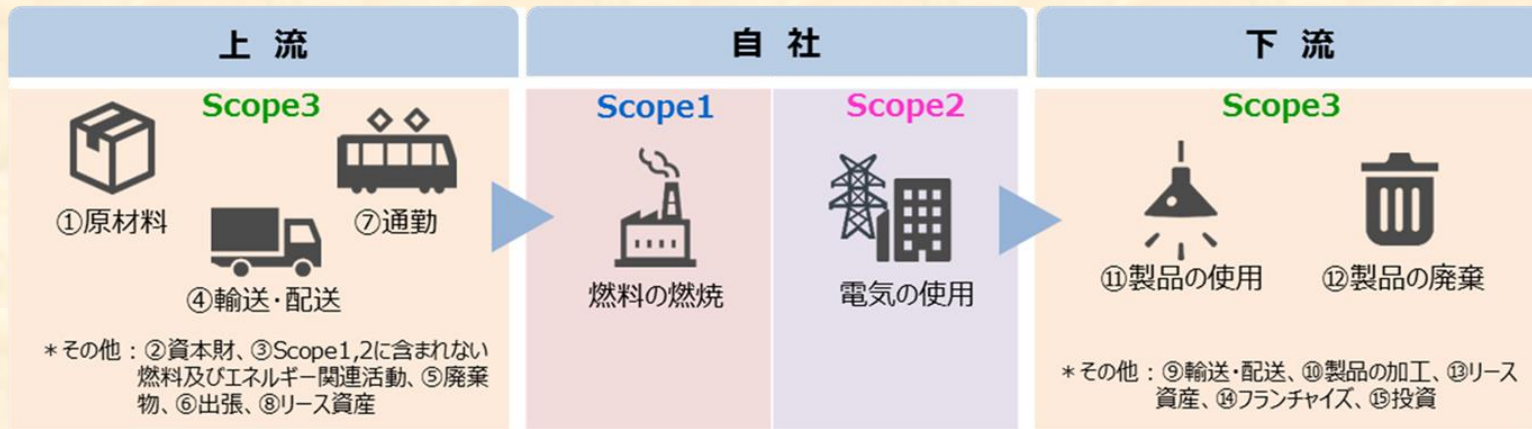 上流
自社
下流
Scope3
①原材料
⑦通勤
④輸送・配送
＊その他：②資本財、③Scope1,2に含まれない
燃料及びエネルギー関連活動、⑤廃棄
物、⑥出張、⑧リース資産
Scope1
燃料の燃焼
Scope2
電気の使用
Scope3
⑪製品の使用
⑫製品の廃棄
＊その他：⑨輸送・配送、⑩製品の加工、⑬リース
資産、⑭フランチャイズ、⑮投資